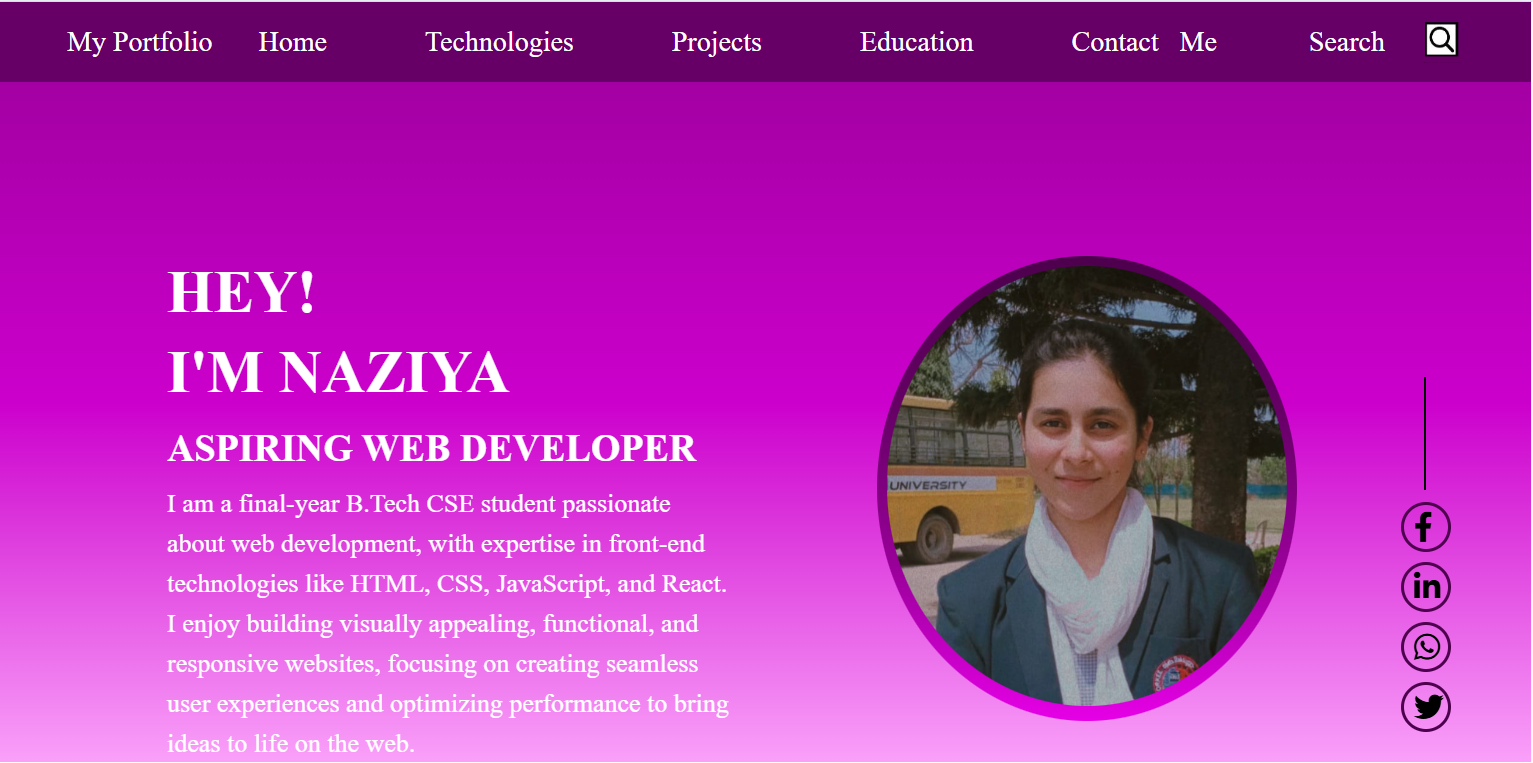 My Portfolio Home Technologies Projects Education Contact Me Search
HEY!
I'M NAZIYA
ASPIRING WEB DEVELOPER
I am a final-year B.Tech CSE student passionate
about web development, with expertise in front-end
technologies like HTML, CSS, JavaScript, and React.
I enjoy building visually appealing, functional, and
responsive websites, focusing on creating seamless
user experiences and optimizing performance to bring
ideas to life on the web.
UNIVERSITY